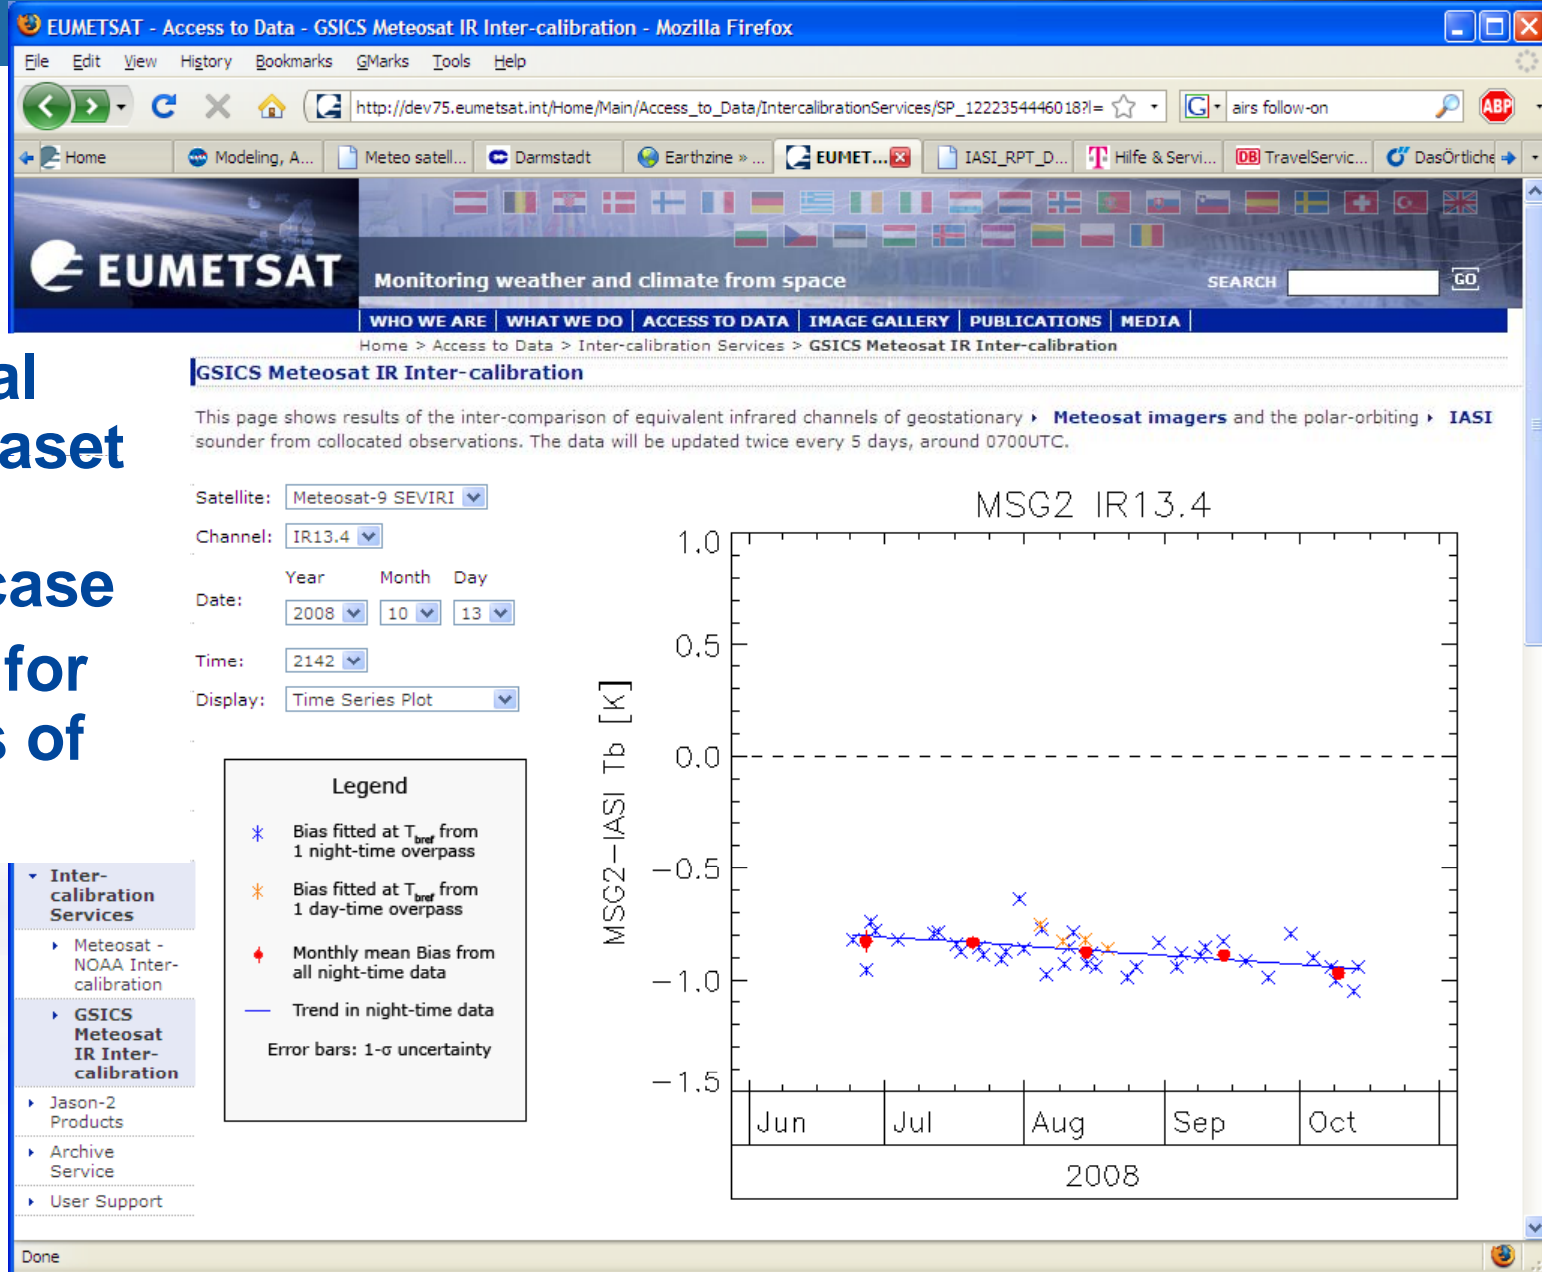 EUMETSAT - Access to Data - GSICS Meteosat IR Inter-calibration - Mozilla Firefox
File Edit View History Bookmarks GMarks Tools Help
http://dev75.eumetsat.int/Home/Main/Access_to_Data/IntercalibrationServices/SP_1222354446018?l= G airs follow-on ABP
Home Modeling, A... Meteo satell... Darmstadt Earthzine » ... EUMET... IASI_RPT_D... Hilfe & Servi... DB TravelServic... DasÖrtliche
EUMETSAT Monitoring weather and climate from space SEARCH GO
WHO WE ARE | WHAT WE DO | ACCESS TO DATA | IMAGE GALLERY | PUBLICATIONS | MEDIA |
Home > Access to Data > Inter-calibration Services > GSICS Meteosat IR Inter-calibration
GSICS Meteosat IR Inter-calibration
This page shows results of the inter-comparison of equivalent infrared channels of geostationary Meteosat imagers and the polar-orbiting IASI
sounder from collocated observations. The data will be updated twice every 5 days, around 0700UTC.
al
aset
case
for
s of
Satellite: Meteosat-9 SEVIRI
Channel: IR13.4
Year Month Day
Date: 2008 10 13
Time: 2142
Display: Time Series Plot
Legend
Bias fitted at Tbref from
1 night-time overpass
Bias fitted at Tbref from
1 day-time overpass
Monthly mean Bias from
all night-time data
Trend in night-time data
Error bars: 1-σ uncertainty
MSG2 IR13.4
MSG2-IASI Tb [K]
1.0
0.5
0.0
-0.5
-1.0
-1.5
Jun Jul Aug Sep Oct
2008
Inter-
calibration
Services
Meteosat -
NOAA Inter-
calibration
GSICS
Meteosat
IR Inter-
calibration
Jason-2
Products
Archive
Service
User Support
Done